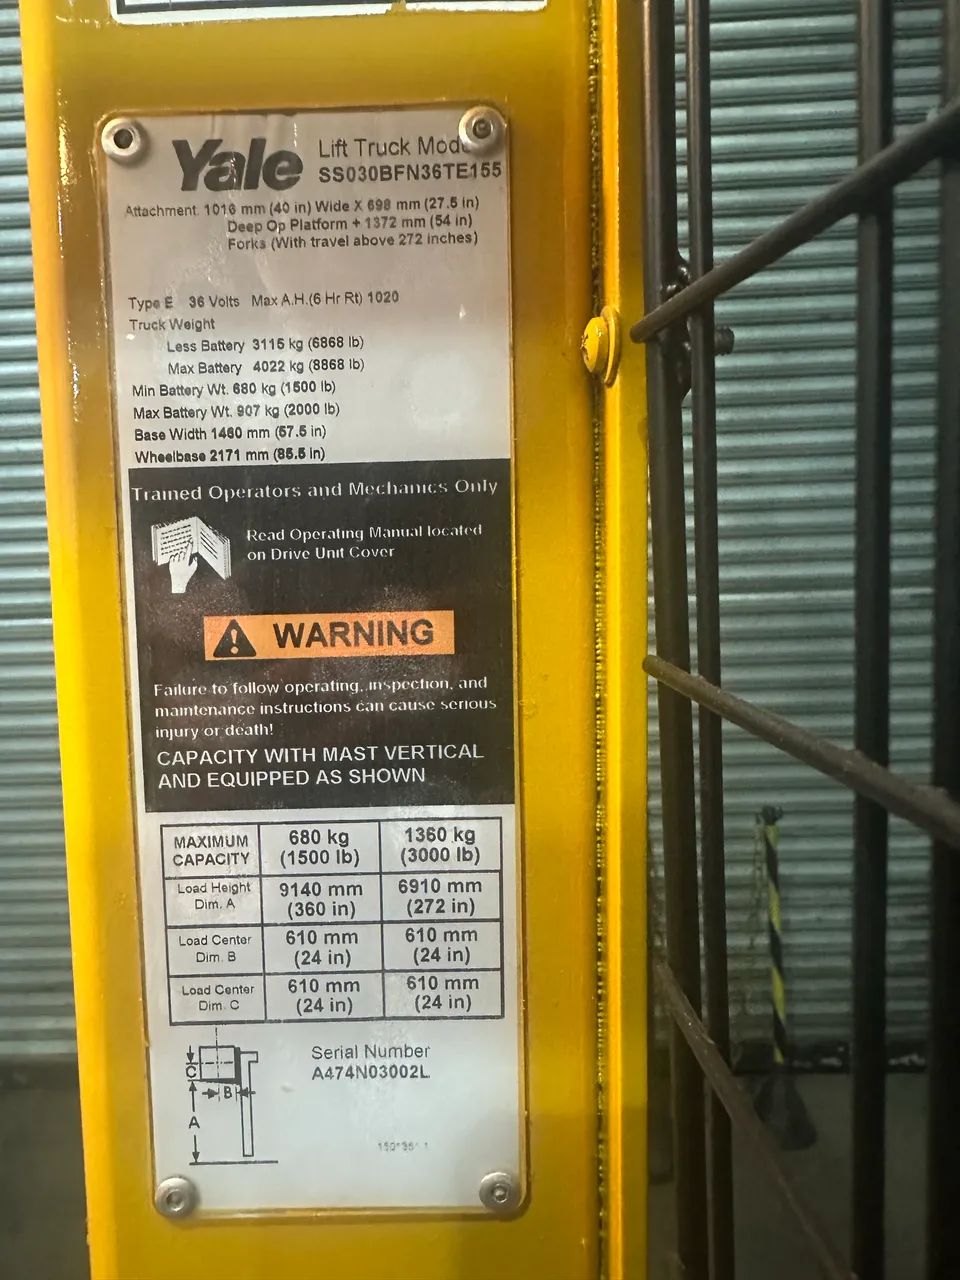 Yale
Lift Truck Mod
SS030BFN36TE155
Attachment 1016 mm (40 in) Wide X 698 mm (27.5 in)
Deep Op Platform + 1372 mm (54 in)
Forks (With travel above 272 inches)
Type E 36 Volts Max A.H.(6 Hr Rt) 1020
Truck Weight
Less Battery 3115 kg (6868 lb)
Max Battery 4022 kg (8868 lb)
Min Battery Wt. 680 kg (1500 lb)
Max Battery Wt. 907 kg (2000 lb)
Base Width 1460 mm (57.5 in)
Wheelbase 2171 mm (85.5 in)
Trained Operators and Mechanics Only
Read Operating Manual located
on Drive Unit Cover
WARNING
Failure to follow operating, inspection, and
maintenance instructions can cause serious
injury or death!
CAPACITY WITH MAST VERTICAL
AND EQUIPPED AS SHOWN
MAXIMUM CAPACITY 680 kg (1500 lb) 1360 kg (3000 lb)
Load Height Dim. A 9140 mm (360 in) 6910 mm (272 in)
Load Center Dim. B 610 mm (24 in) 610 mm (24 in)
Load Center Dim. C 610 mm (24 in) 610 mm (24 in)
C
B
A
Serial Number
A474N03002L